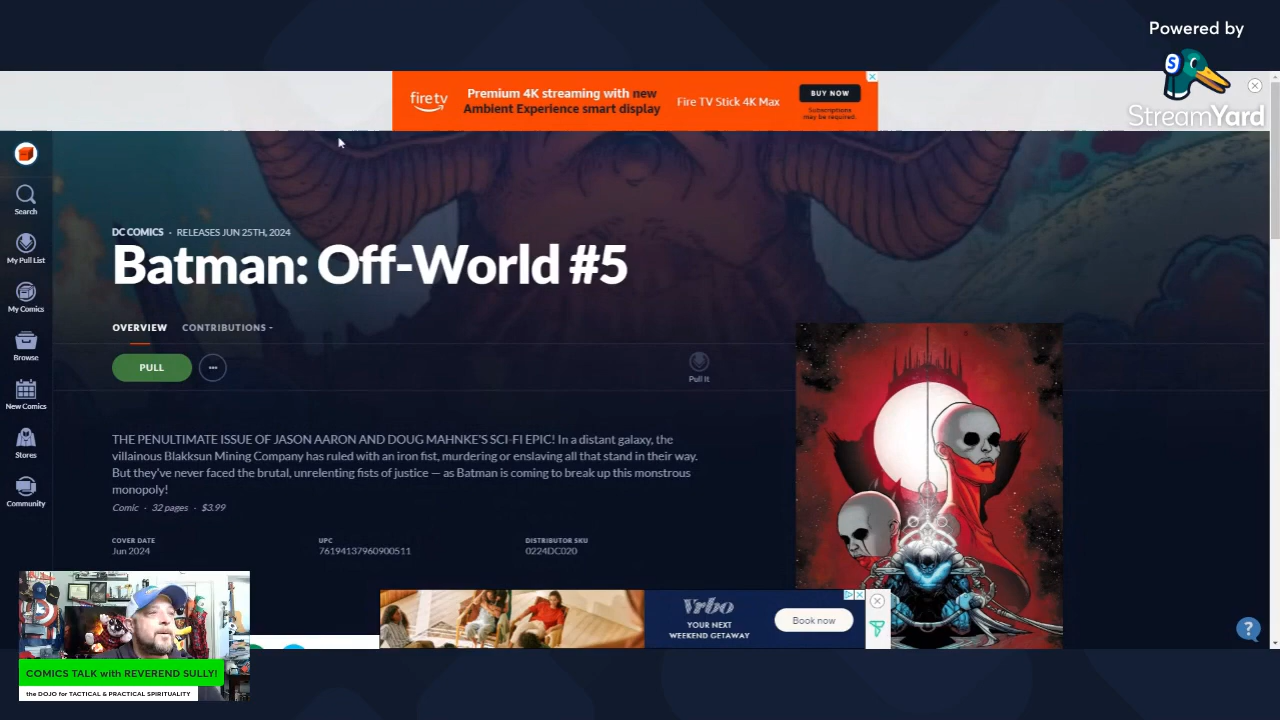 Powered by
StreamYard
fire tv
Premium 4K streaming with new
Ambient Experience smart display
Fire TV Stick 4K Max
BUY NOW
Subscriptions
may be required.
Search
My Pull List
My Comics
Browse
New Comics
Stores
Community
DC COMICS · RELEASES JUN 25TH, 2024
Batman: Off-World #5
OVERVIEW CONTRIBUTIONS
PULL
Pull It
THE PENULTIMATE ISSUE OF JASON AARON AND DOUG MAHNKE'S SCI-FI EPIC! In a distant galaxy, the
villainous Blakksun Mining Company has ruled with an iron fist, murdering or enslaving all that stand in their way.
But they've never faced the brutal, unrelenting fists of justice — as Batman is coming to break up this monstrous
monopoly!
Comic · 32 pages · $3.99
COVER DATE
Jun 2024
UPC
76194137960900511
DISTRIBUTOR SKU
0224DC020
Vrbo
YOUR NEXT
WEEKEND GETAWAY
Book now
?
COMICS TALK with REVEREND SULLY!
the DOJO for TACTICAL & PRACTICAL SPIRITUALITY